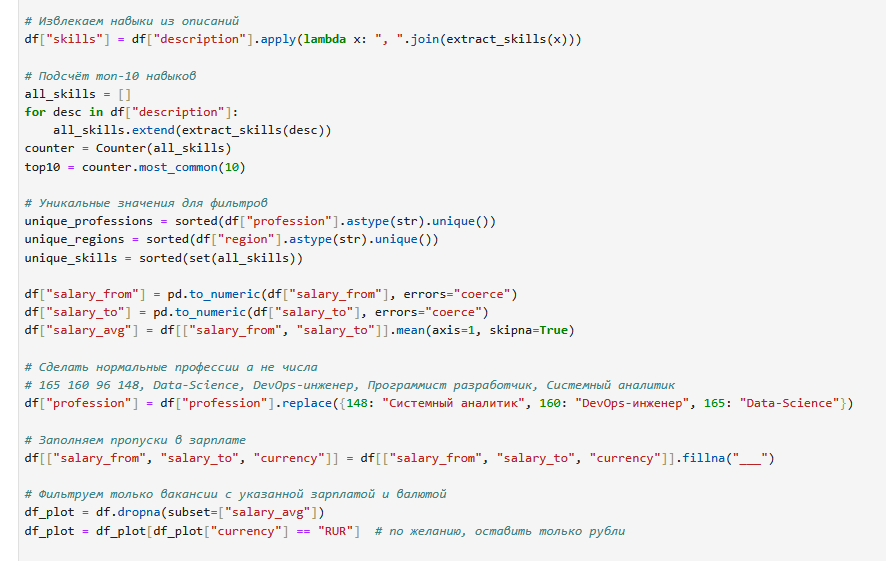 # Извлекаем навыки из описаний
df["skills"] = df["description"].apply(lambda x: ", ".join(extract_skills(x)))
# Подсчёт топ-10 навыков
all_skills = []
for desc in df["description"]:
    all_skills.extend(extract_skills(desc))
counter = Counter(all_skills)
top10 = counter.most_common(10)
# Уникальные значения для фильтров
unique_professions = sorted(df["profession"].astype(str).unique())
unique_regions = sorted(df["region"].astype(str).unique())
unique_skills = sorted(set(all_skills))
df["salary_from"] = pd.to_numeric(df["salary_from"], errors="coerce")
df["salary_to"] = pd.to_numeric(df["salary_to"], errors="coerce")
df["salary_avg"] = df[["salary_from", "salary_to"]].mean(axis=1, skipna=True)
# Сделать нормальные профессии а не числа
# 165 160 96 148, Data-Science, DevOps-инженер, Программист разработчик, Системный аналитик
df["profession"] = df["profession"].replace({148: "Системный аналитик", 160: "DevOps-инженер", 165: "Data-Science"})
# Заполняем пропуски в зарплате
df[["salary_from", "salary_to", "currency"]] = df[["salary_from", "salary_to", "currency"]].fillna("___")
# Фильтруем только вакансии с указанной зарплатой и валютой
df_plot = df.dropna(subset=["salary_avg"])
df_plot = df_plot[df_plot["currency"] == "RUR"]  # по желанию, оставить только рубли